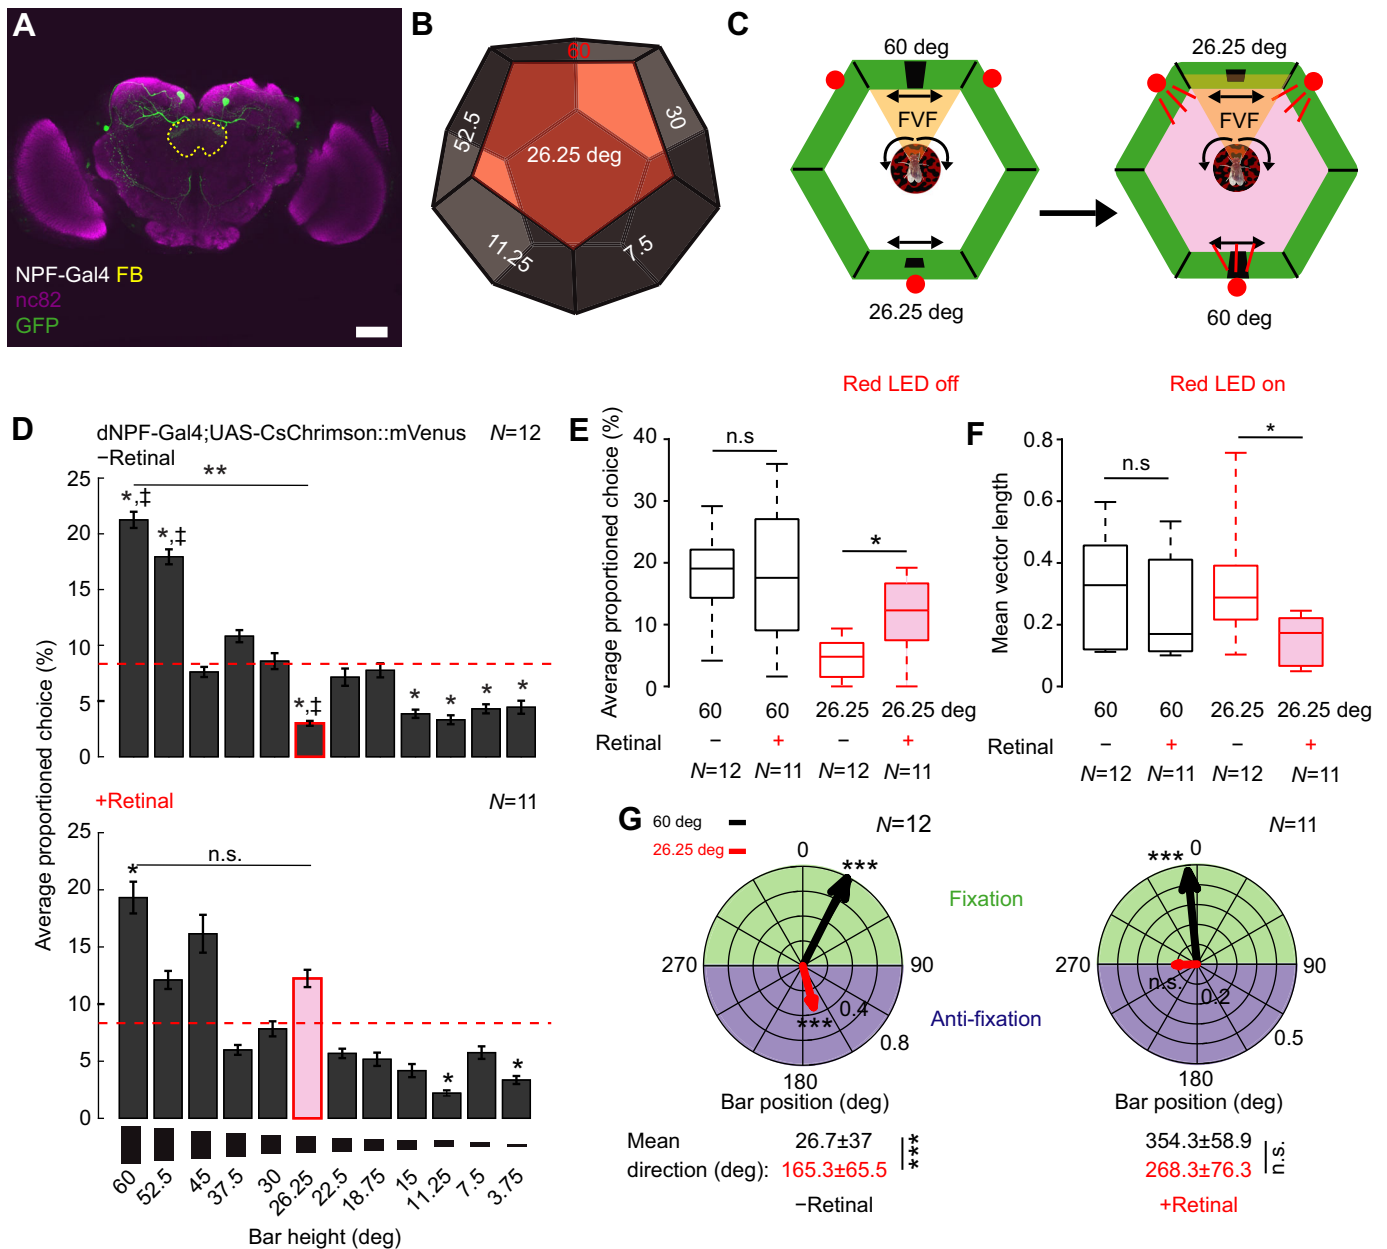 A
NPF-Gal4 FB
nc82
GFP
B
60
52.5
30
26.25 deg
11.25
7.5
C
60 deg
FVF
26.25 deg
Red LED off
26.25 deg
FVF
60 deg
Red LED on
D
dNPF-Gal4;UAS-CsChrimson::mVenus N=12
−Retinal
**
25
20
15
10
5
0
*,‡
*,‡
*,‡
*
*
*
*
+Retinal
N=11
25
20
15
10
5
0
n.s.
*
*
*
Average proportioned choice (%)
60
52.5
45
37.5
30
26.25
22.5
18.75
15
11.25
7.5
3.75
Bar height (deg)
E
Average proportioned choice (%)
40
30
20
10
0
n.s
*
60 60 26.25 26.25 deg
Retinal − + − +
N=12 N=11 N=12 N=11
F
Mean vector length
0.8
0.6
0.4
0.2
0
n.s
*
60 60 26.25 26.25 deg
Retinal − + − +
N=12 N=11 N=12 N=11
G
60 deg
26.25 deg
N=12
0
***
270
90
***
0.4
0.8
180
Bar position (deg)
Fixation
Anti-fixation
N=11
0
***
270
90
n.s.
0.2
0.5
180
Bar position (deg)
Mean
direction (deg):
26.7±37
165.3±65.5
***
−Retinal
354.3±58.9
268.3±76.3
n.s.
+Retinal